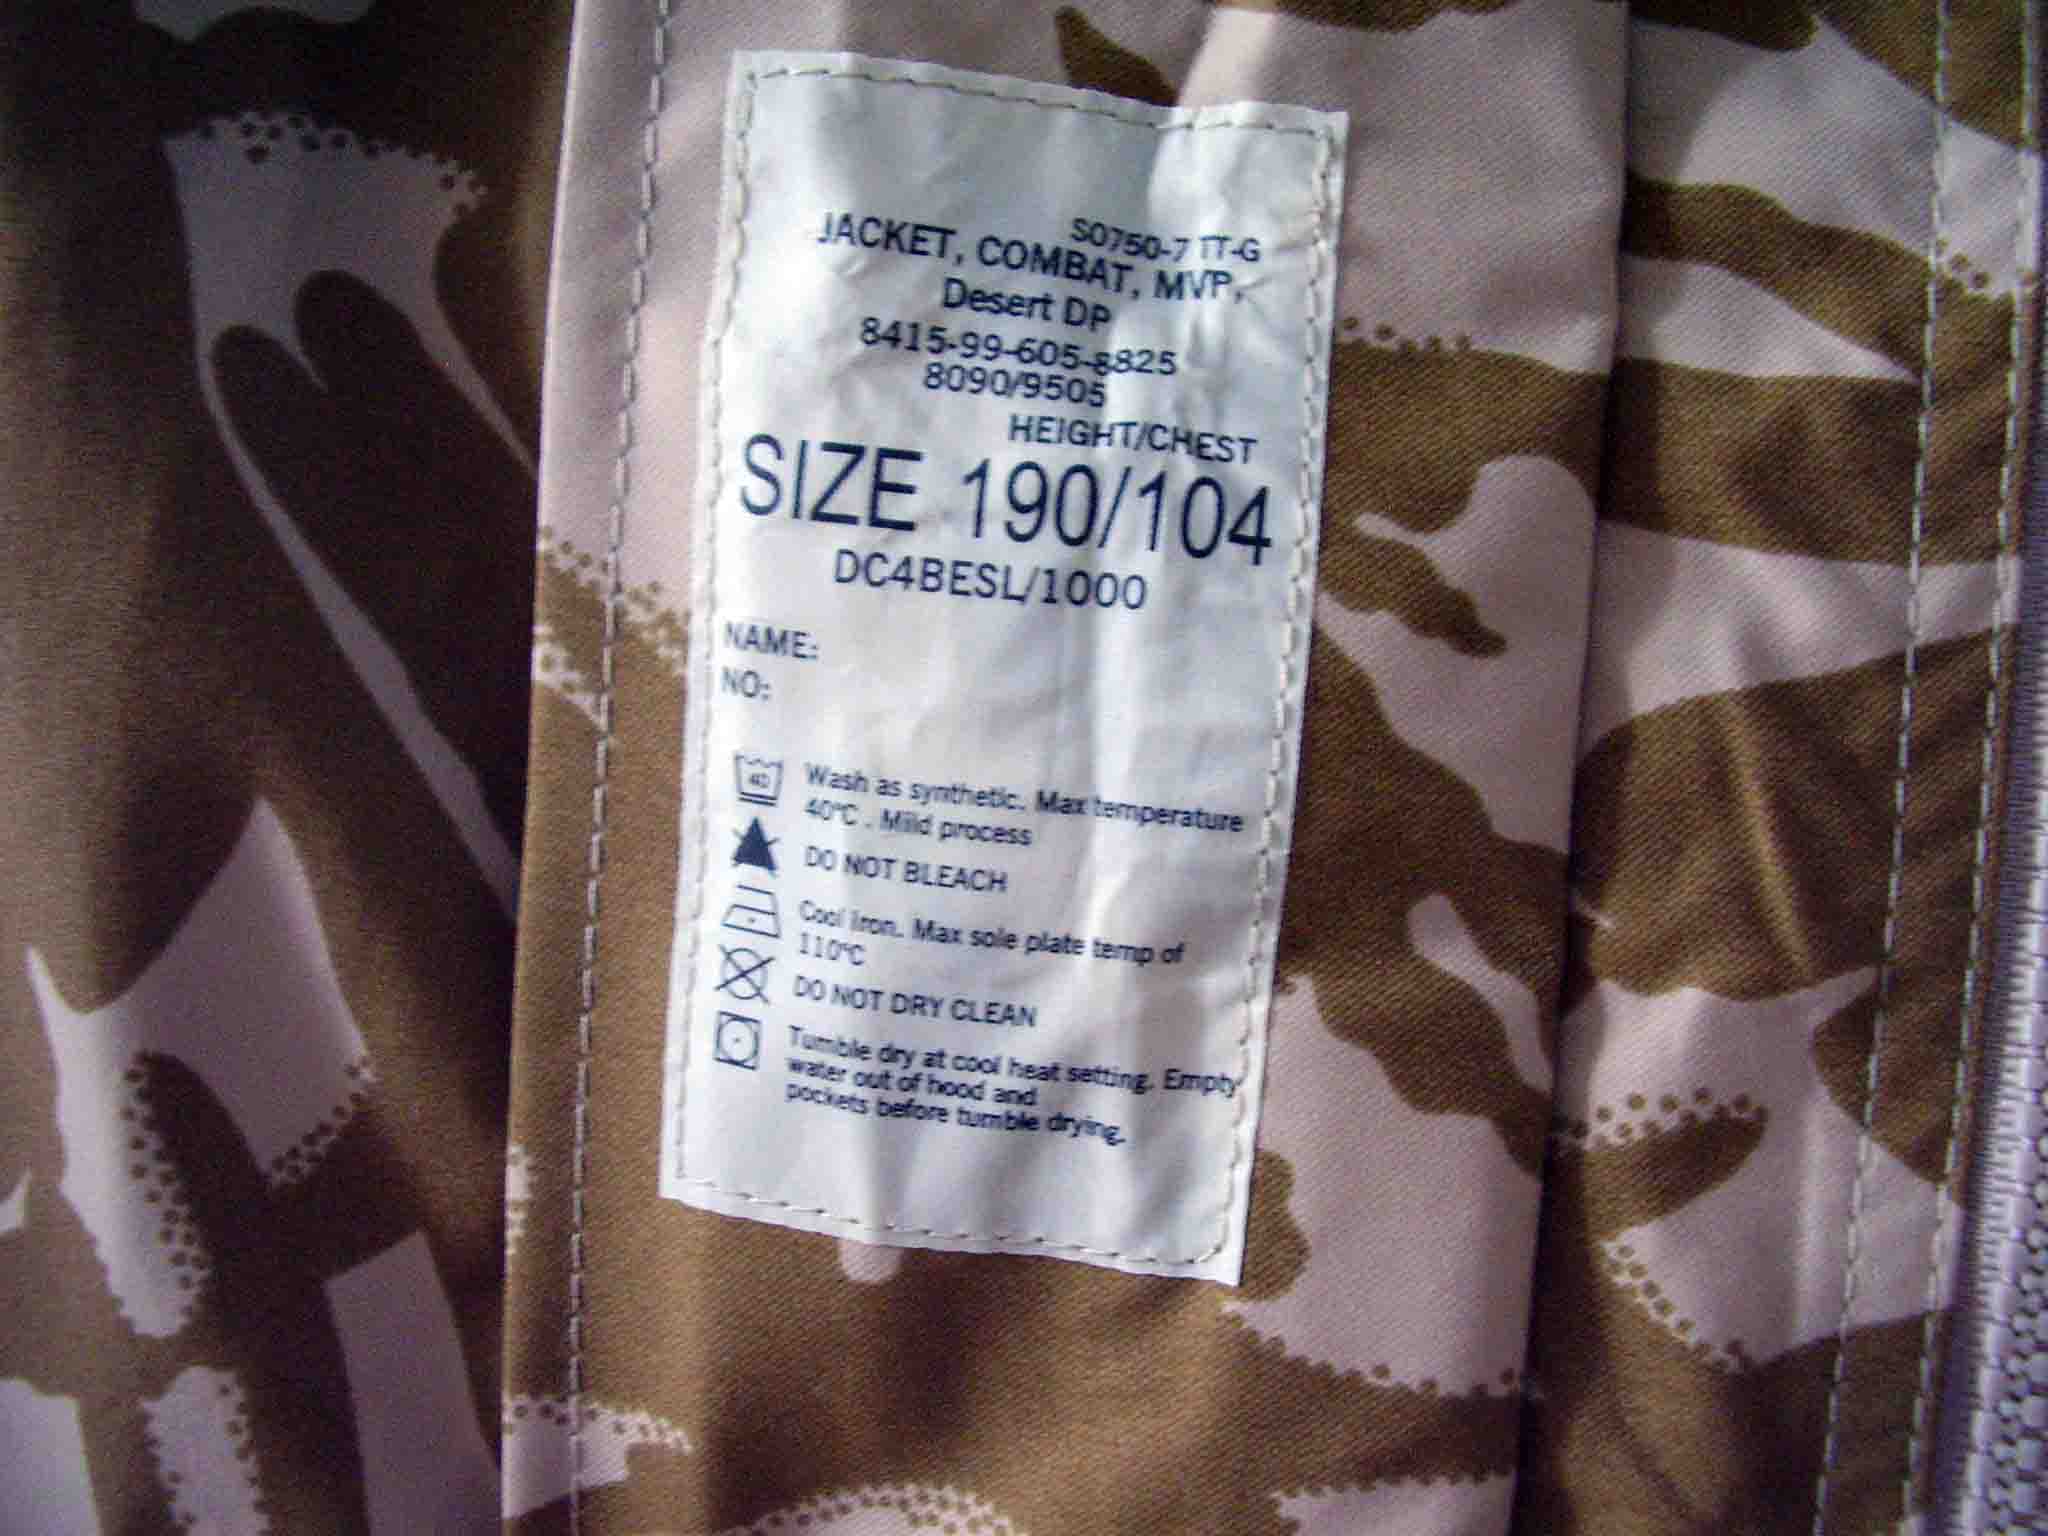 S0750-7 TT-G
JACKET, COMBAT, MVP,
Desert DP
8415-99-605-8825
8090/9505
HEIGHT/CHEST
SIZE 190/104
DC4BESL/1000
NAME:
NO:
40
Wash as synthetic. Max temperature
40°C . Mild process
DO NOT BLEACH
Cool Iron. Max sole plate temp of
110°C
DO NOT DRY CLEAN
Tumble dry at cool heat setting. Empty
water out of hood and
pockets before tumble drying.